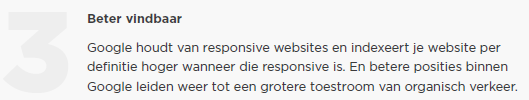 3
Beter vindbaar
Google houdt van responsive websites en indexeert je website per
definitie hoger wanneer die responsive is. En betere posities binnen
Google leiden weer tot een grotere toestroom van organisch verkeer.